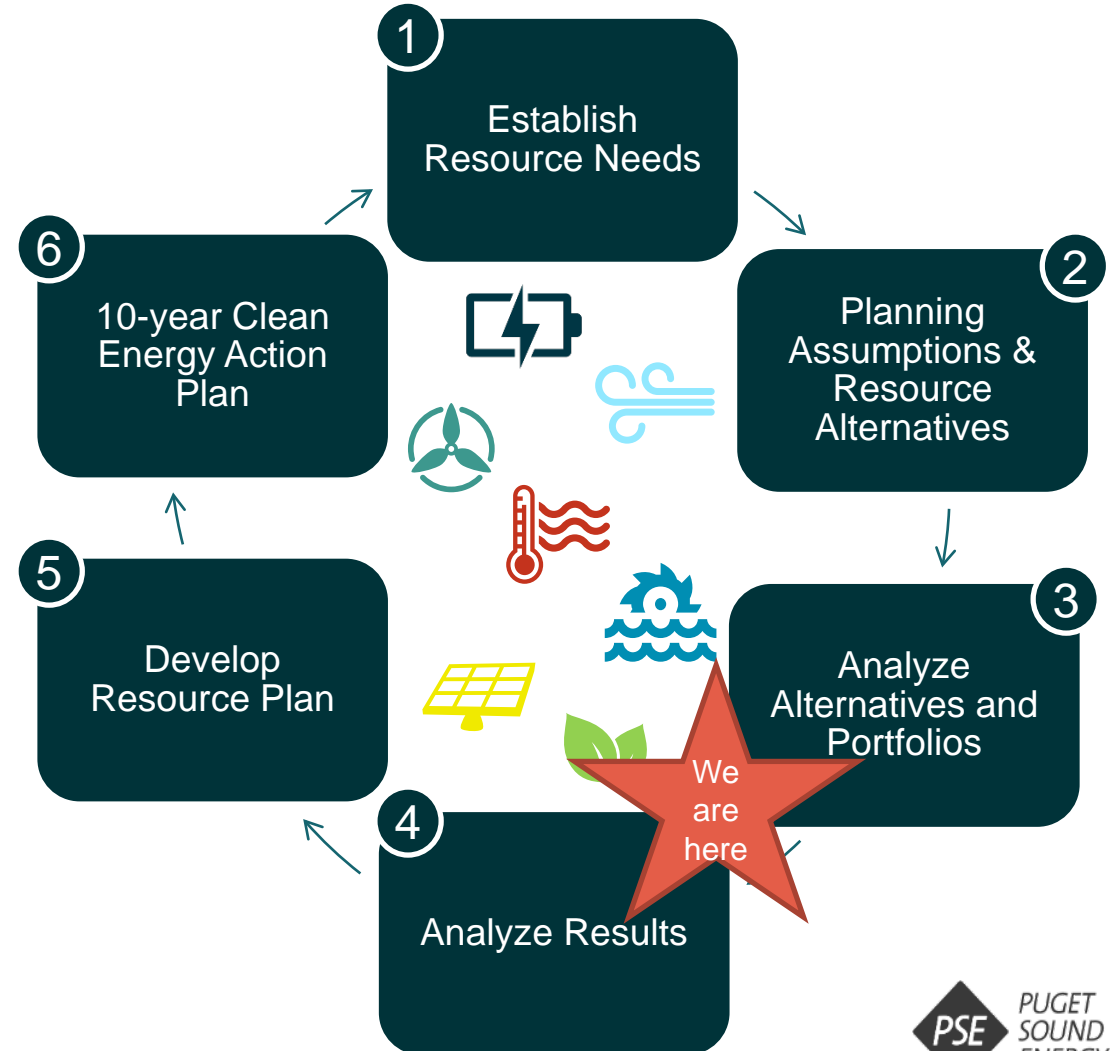 1
Establish
Resource Needs
2
Planning
Assumptions &
Resource
Alternatives
3
Analyze
Alternatives and
Portfolios
We
are
here
4
Analyze Results
5
Develop
Resource Plan
6
10-year Clean
Energy Action
Plan
PSE
PUGET
SOUND
ENERGY